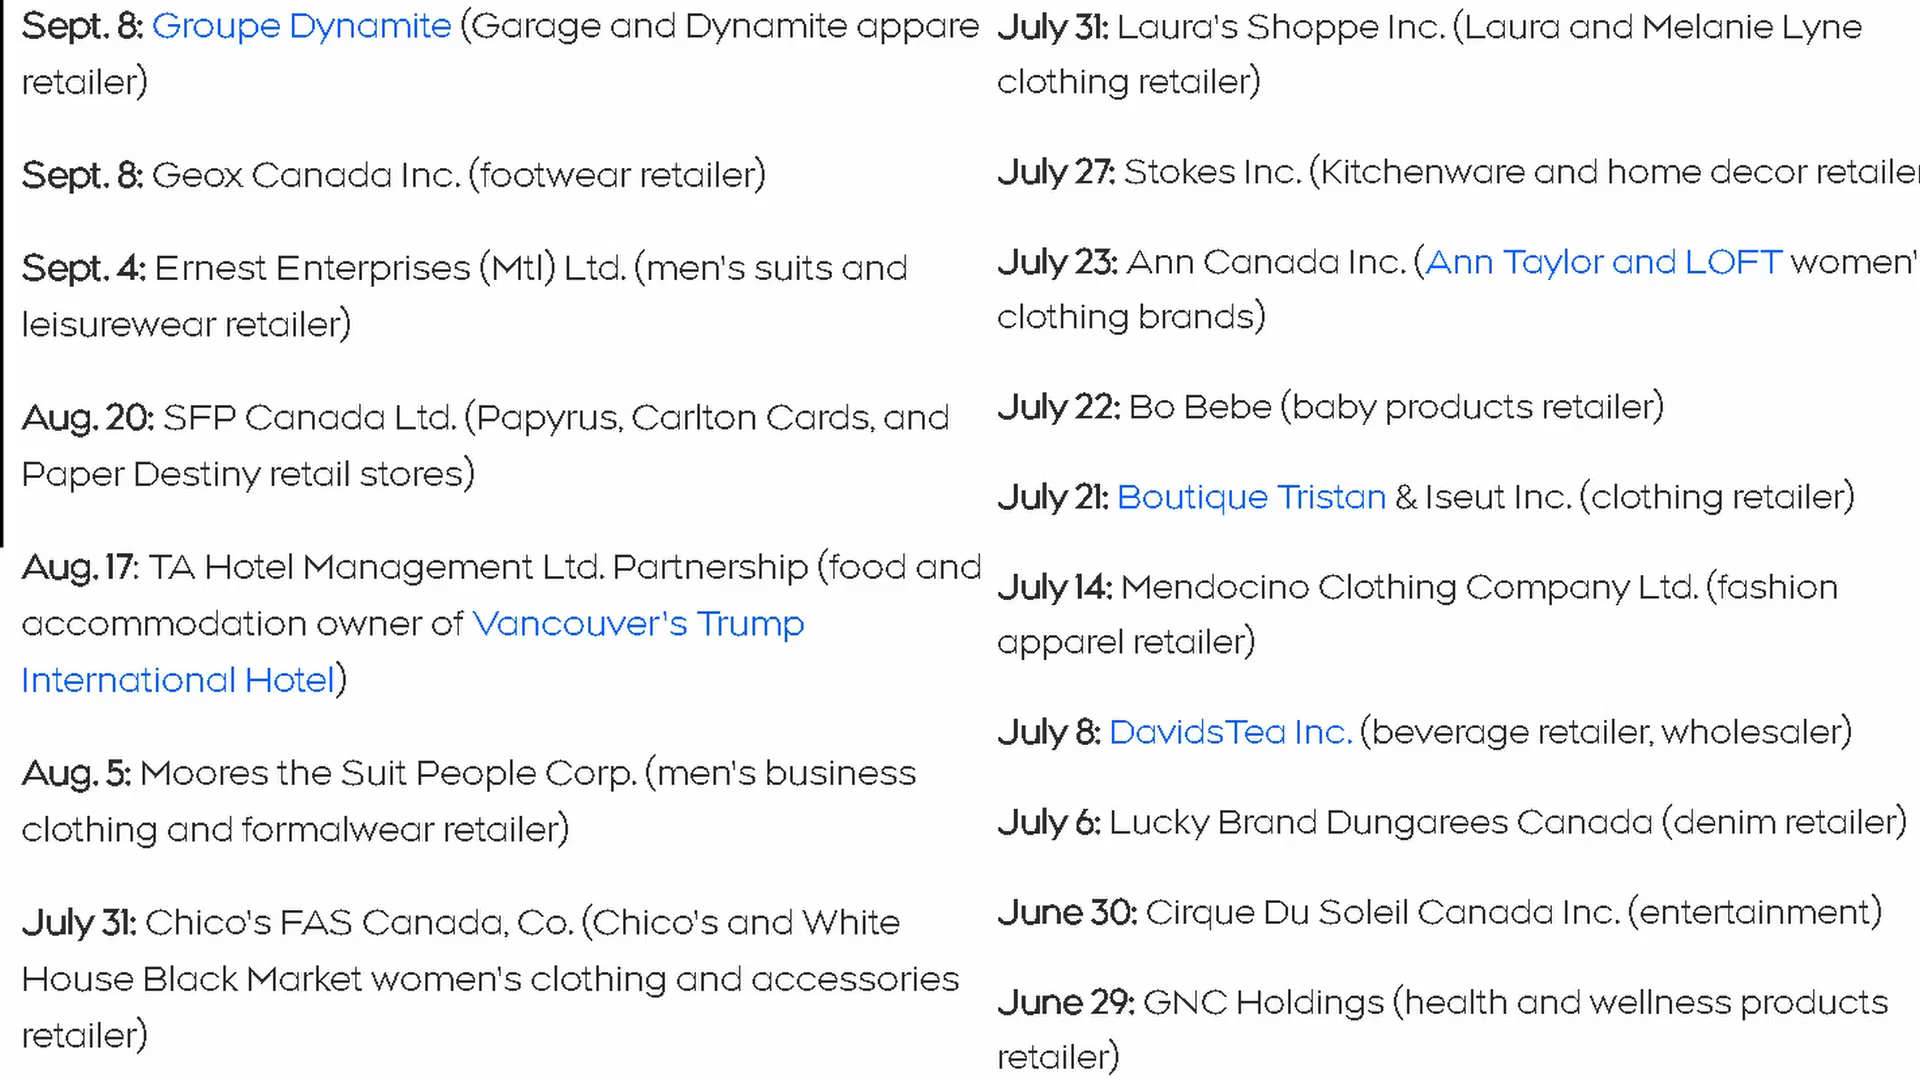 Sept. 8: Groupe Dynamite (Garage and Dynamite appare
retailer)
Sept. 8: Geox Canada Inc. (footwear retailer)
Sept. 4: Ernest Enterprises (Mtl) Ltd. (men's suits and
leisurewear retailer)
Aug. 20: SFP Canada Ltd. (Papyrus, Carlton Cards, and
Paper Destiny retail stores)
Aug. 17: TA Hotel Management Ltd. Partnership (food and
accommodation owner of Vancouver's Trump
International Hotel)
Aug. 5: Moores the Suit People Corp. (men's business
clothing and formalwear retailer)
July 31: Chico's FAS Canada, Co. (Chico's and White
House Black Market women's clothing and accessories
retailer)
July 31: Laura's Shoppe Inc. (Laura and Melanie Lyne
clothing retailer)
July 27: Stokes Inc. (Kitchenware and home decor retailer
July 23: Ann Canada Inc. (Ann Taylor and LOFT women'
clothing brands)
July 22: Bo Bebe (baby products retailer)
July 21: Boutique Tristan & Iseut Inc. (clothing retailer)
July 14: Mendocino Clothing Company Ltd. (fashion
apparel retailer)
July 8: DavidsTea Inc. (beverage retailer, wholesaler)
July 6: Lucky Brand Dungarees Canada (denim retailer)
June 30: Cirque Du Soleil Canada Inc. (entertainment)
June 29: GNC Holdings (health and wellness products
retailer)